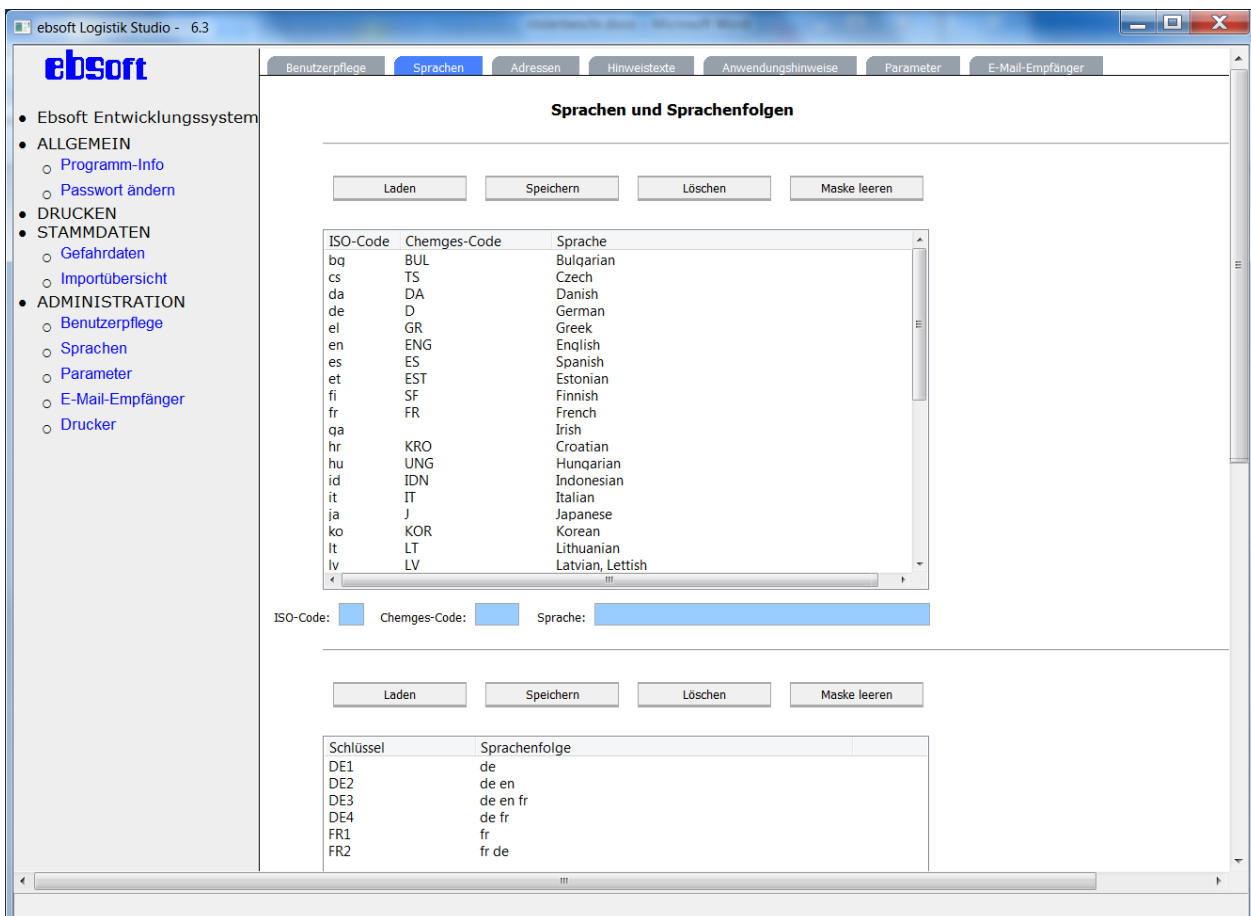 ebsoft Logistik Studio - 6.3
ebsoft
• Ebsoft Entwicklungssystem
• ALLGEMEIN
○ Programm-Info
○ Passwort ändern
• DRUCKEN
• STAMMDATEN
○ Gefahrdaten
○ Importübersicht
• ADMINISTRATION
○ Benutzerpflege
○ Sprachen
○ Parameter
○ E-Mail-Empfänger
○ Drucker
Benutzerpflege Sprachen Adressen Hinweistexte Anwendungshinweise Parameter E-Mail-Empfänger
Sprachen und Sprachenfolgen
Laden Speichern Löschen Maske leeren
ISO-Code Chemges-Code Sprache
bg BUL Bulgarian
cs TS Czech
da DA Danish
de D German
el GR Greek
en ENG English
es ES Spanish
et EST Estonian
fi SF Finnish
fr FR French
ga Irish
hr KRO Croatian
hu UNG Hungarian
id IDN Indonesian
it IT Italian
ja J Japanese
ko KOR Korean
lt LT Lithuanian
lv LV Latvian, Lettish
ISO-Code: Chemges-Code: Sprache:
Laden Speichern Löschen Maske leeren
Schlüssel Sprachenfolge
DE1 de
DE2 de en
DE3 de en fr
DE4 de fr
FR1 fr
FR2 fr de